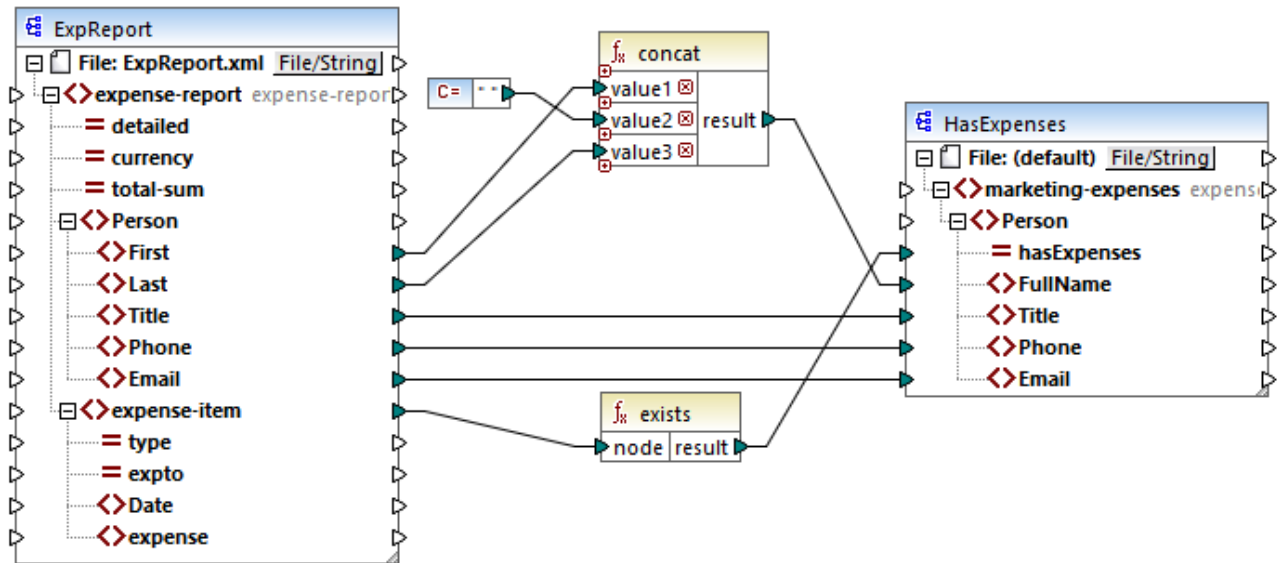 ExpReport
File: ExpReport.xml File/String
expense-report expense-repor
detailed
currency
total-sum
Person
First
Last
Title
Phone
Email
expense-item
type
expto
Date
expense
C= " "
fx concat
value1
value2 result
value3
fx exists
node result
HasExpenses
File: (default) File/String
marketing-expenses expens
Person
hasExpenses
FullName
Title
Phone
Email